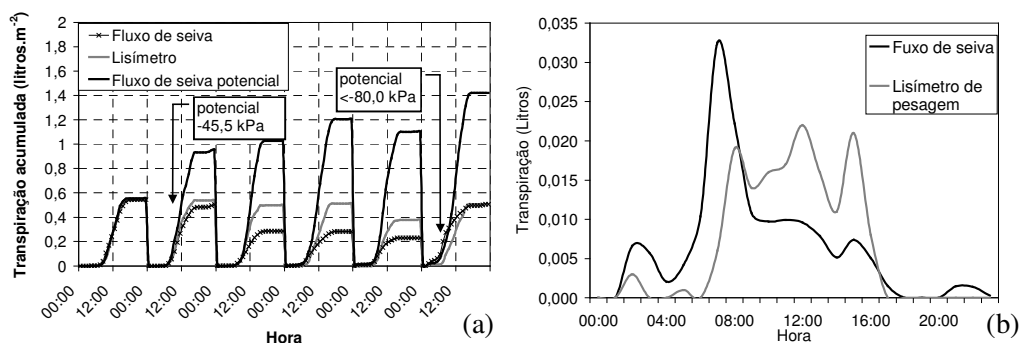 Transpiração acumulada (litros.m-²)
2
1,8
1,6
1,4
1,2
1
0,8
0,6
0,4
0,2
0
Fluxo de seiva
Lisímetro
Fluxo de seiva potencial
potencial
-45,5 kPa
potencial
<-80,0 kPa
00:00
12:00
00:00
12:00
00:00
12:00
00:00
12:00
00:00
12:00
00:00
12:00
Hora
(a)
Transpiração (Litros)
0,035
0,030
0,025
0,020
0,015
0,010
0,005
0,000
Fuxo de seiva
Lisímetro de
pesagem
00:00
04:00
08:00
12:00
16:00
20:00
Hora
(b)